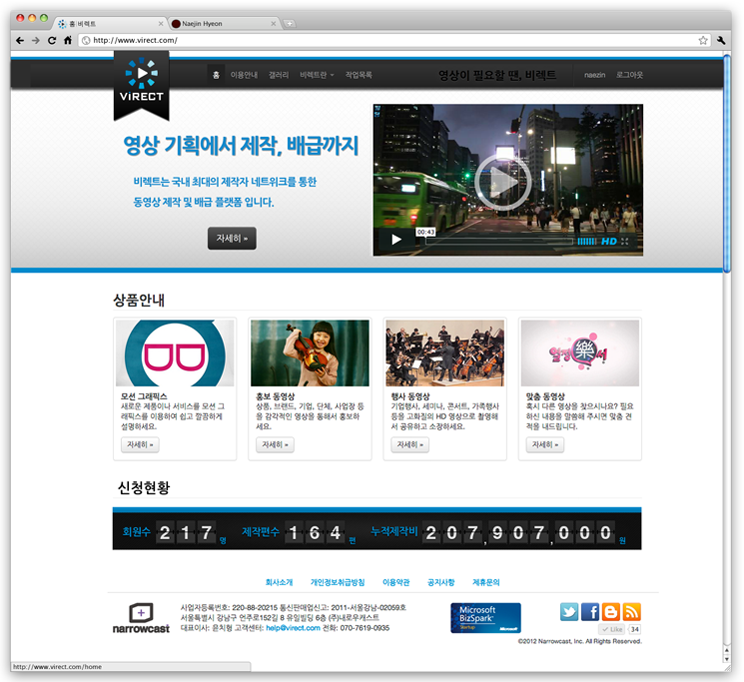 홈: 비렉트
Naejin Hyeon
http://www.virect.com/
ViRECT
홈 이용안내 갤러리 비렉트란 작업목록
영상이 필요할 땐, 비렉트
naezin 로그아웃
영상 기획에서 제작, 배급까지
비렉트는 국내 최대의 제작자 네트워크를 통한
동영상 제작 및 배급 플랫폼 입니다.
자세히 »
00:43
HD
상품안내
모션 그래픽스
새로운 제품이나 서비스를 모션 그
래픽스를 이용하여 쉽고 깔끔하게
설명하세요.
자세히 »
홍보 동영상
상품, 브랜드, 기업, 단체, 사업장 등
을 감각적인 영상을 통해서 홍보하
세요.
자세히 »
행사 동영상
기업행사, 세미나, 콘서트, 가족행사
등을 고화질의 HD 영상으로 촬영해
서 공유하고 소장하세요.
자세히 »
열정樂서
맞춤 동영상
혹시 다른 영상을 찾으시나요? 필요
하신 내용을 말씀해 주시면 맞춤 견
적을 내드립니다.
자세히 »
신청현황
회원수 217 명 제작편수 164 편 누적제작비 207,907,000 원
회사소개 개인정보취급방침 이용약관 공지사항 제휴문의
narrowcast
사업자등록번호: 220-88-20215 통신판매업신고: 2011-서울강남-02059호
서울특별시 강남구 언주로152길 8 유일빌딩 6층 (주)내로우캐스트
대표이사: 윤치형 고객센터: help@virect.com 전화: 070-7619-0935
Microsoft
BizSpark
Startup
Microsoft
Like 34
©2012 Narrowcast, Inc. All Rights Reserved.
http://www.virect.com/home